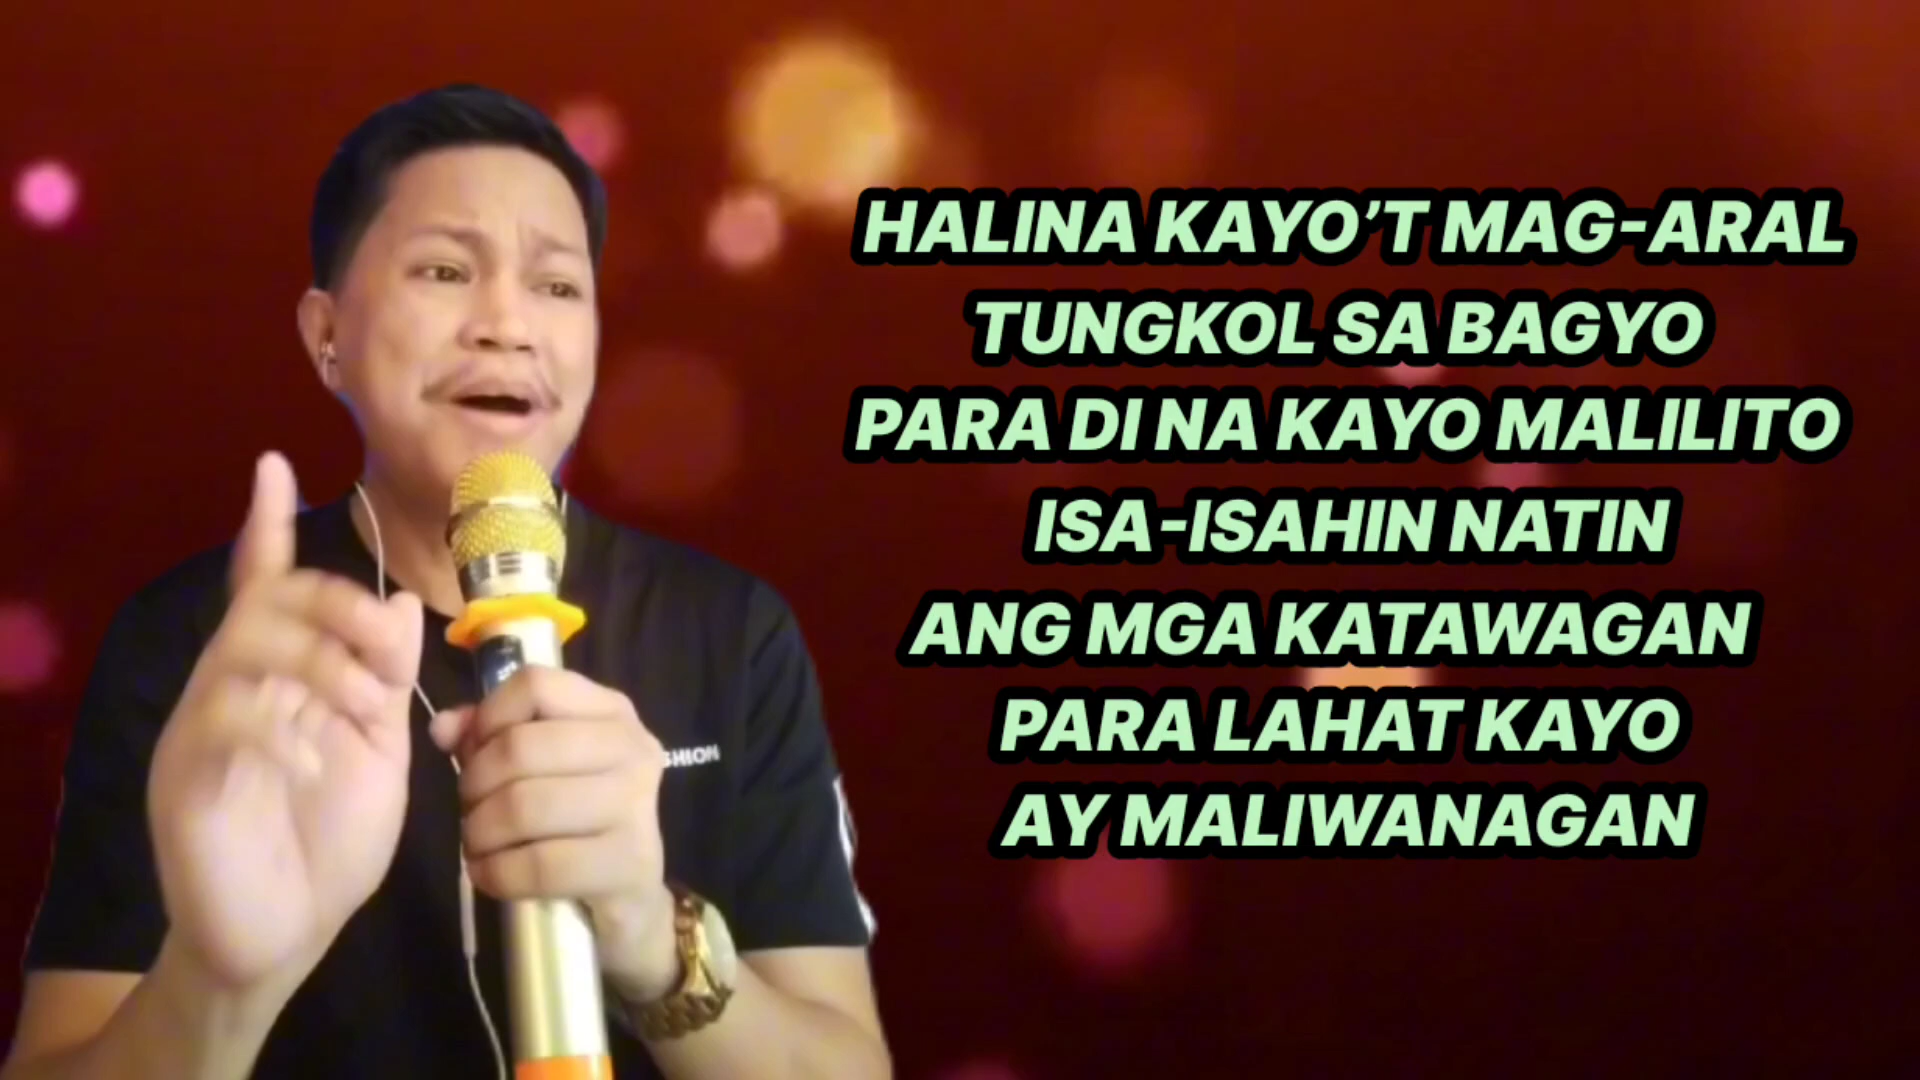 HALINA KAYO’T MAG-ARAL
TUNGKOL SA BAGYO
PARA DI NA KAYO MALILITO
ISA-ISAHIN NATIN
ANG MGA KATAWAGAN
PARA LAHAT KAYO
AY MALIWANAGAN